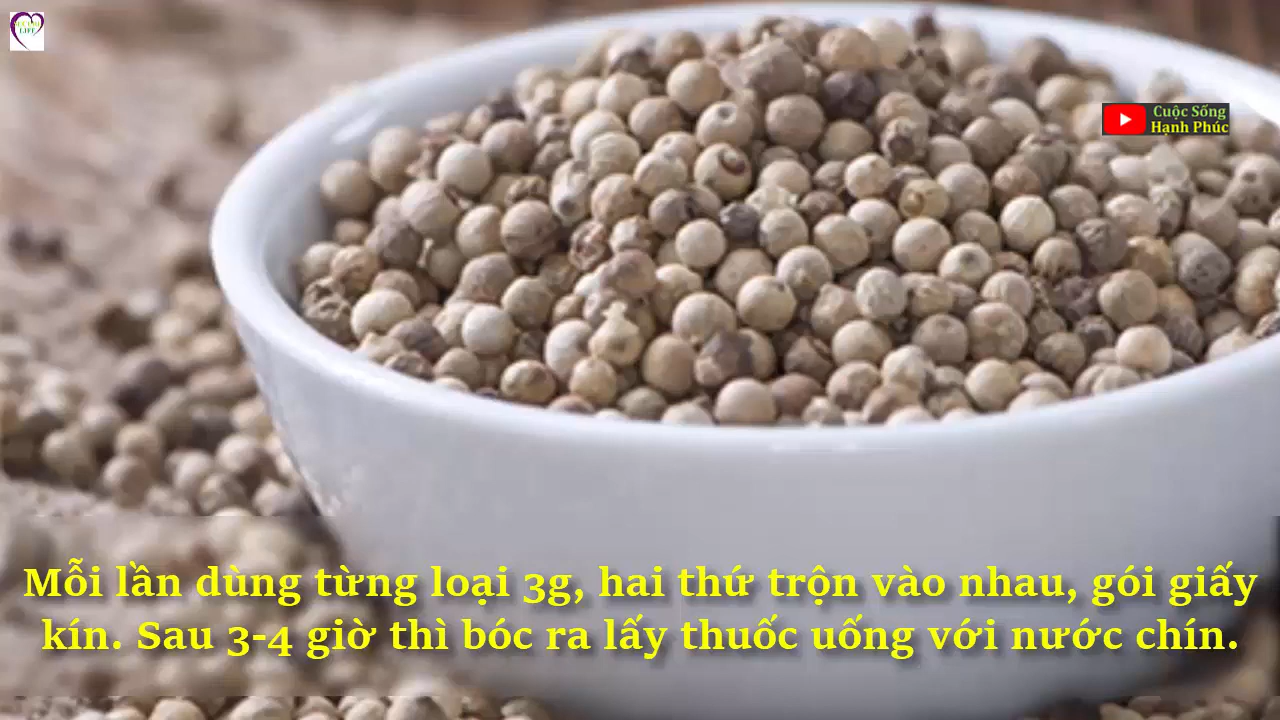 LIFE
Cuộc Sống
Hạnh Phúc
Mỗi lần dùng từng loại 3g, hai thứ trộn vào nhau, gói giấy
kín. Sau 3-4 giờ thì bóc ra lấy thuốc uống với nước chín.